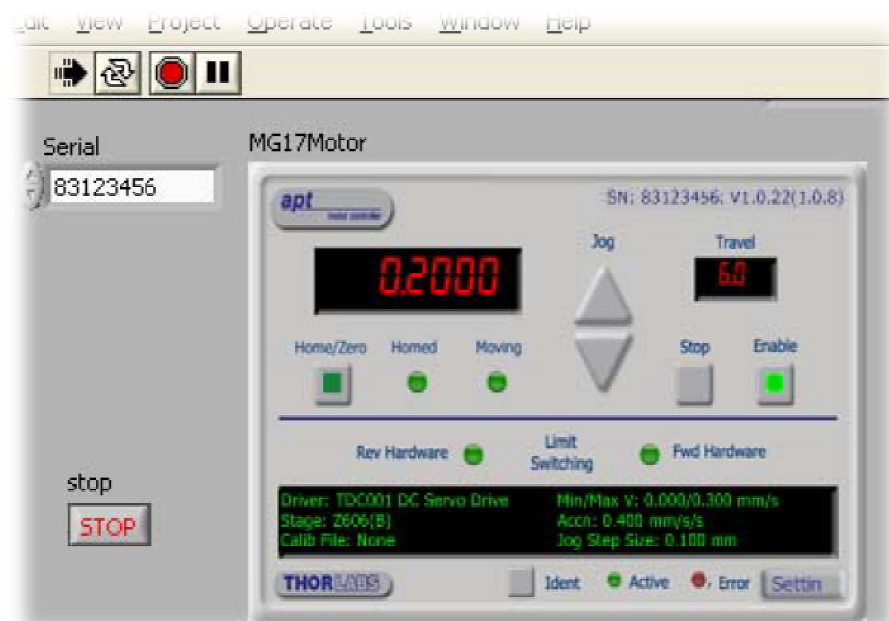 Edit View Project Operate Tools Window Help
Serial
83123456
MG17Motor
apt
SN: 83123456: V1.0.22(1.0.8)
0.2000
Jog
Travel
6.0
Home/Zero Homed Moving
Stop Enable
Rev Hardware
Limit
Switching
Fwd Hardware
stop
STOP
Driver: TDC001 DC Servo Drive
Stage: Z606(B)
Calib File: None
Min/Max V: 0.000/0.300 mm/s
Accn: 0.400 mm/s/s
Jog Step Size: 0.100 mm
THORLABS
Ident Active Error Settin